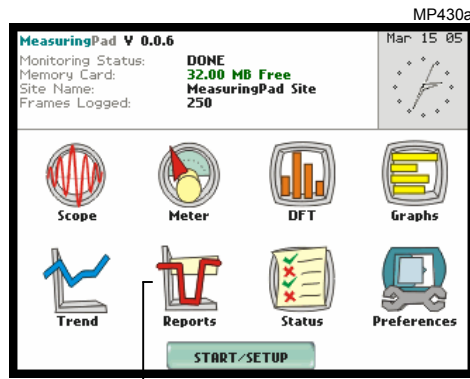 MP430a
MeasuringPad V 0.0.6
Mar 15 05
Monitoring Status: DONE
Memory Card: 32.00 MB Free
Site Name: MeasuringPad Site
Frames Logged: 250
Scope
Meter
DFT
Graphs
Trend
Reports
Status
Preferences
START/SETUP